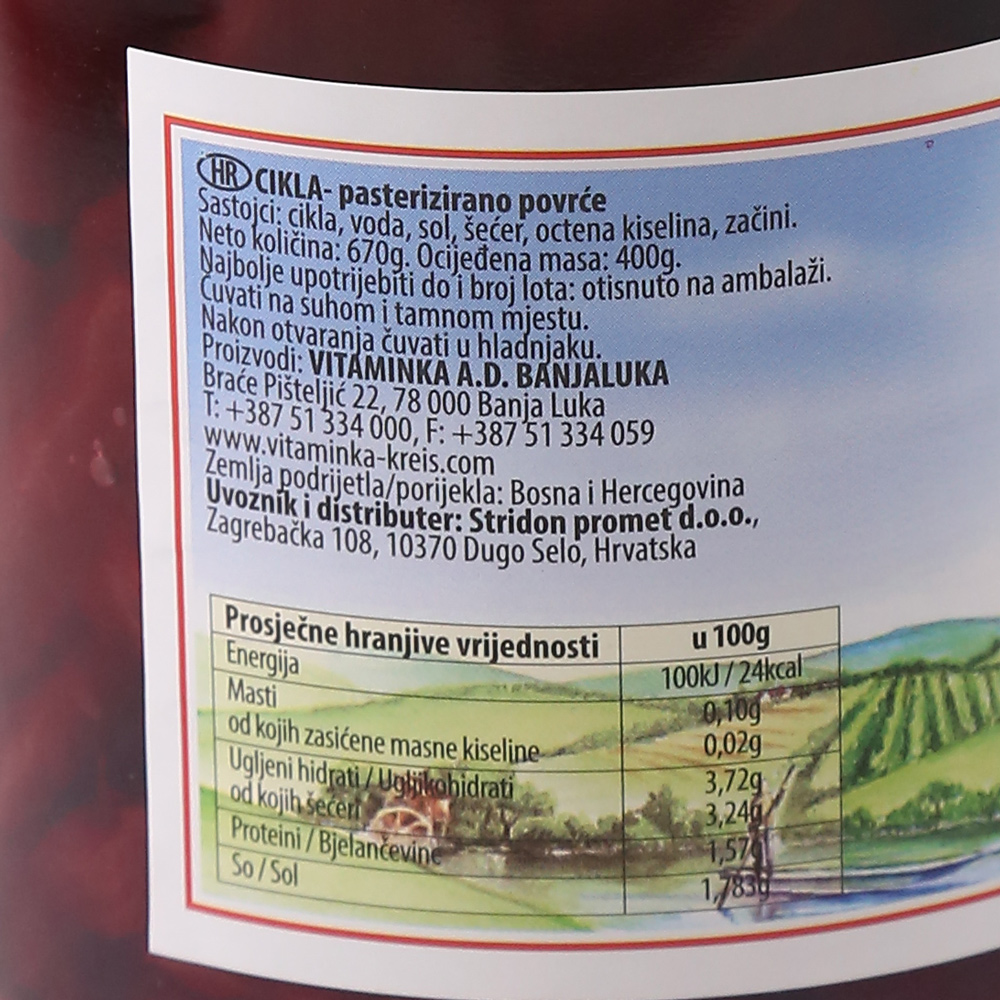 HR CIKLA- pasterizirano povrće
Sastojci: cikla, voda, sol, šećer, octena kiselina, začini.
Neto količina: 670g. Ocijeđena masa: 400g.
Najbolje upotrijebiti do i broj lota: otisnuto na ambalaži.
Čuvati na suhom i tamnom mjestu.
Nakon otvaranja čuvati u hladnjaku.
Proizvodi: VITAMINKA A.D. BANJALUKA
Braće Pišteljić 22, 78 000 Banja Luka
T: +387 51 334 000, F: +387 51 334 059
www.vitaminka-kreis.com
Zemlja podrijetla/porijekla: Bosna i Hercegovina
Uvoznik i distributer: Stridon promet d.o.o.,
Zagrebačka 108, 10370 Dugo Selo, Hrvatska
Prosječne hranjive vrijednosti u 100g
Energija 100kJ / 24kcal
Masti 0,10g
od kojih zasićene masne kiseline 0,02g
Ugljeni hidrati / Ugljikohidrati 3,72g
od kojih šećeri 3,24g
Proteini / Bjelančevine 1,57g
So / Sol 1,783g